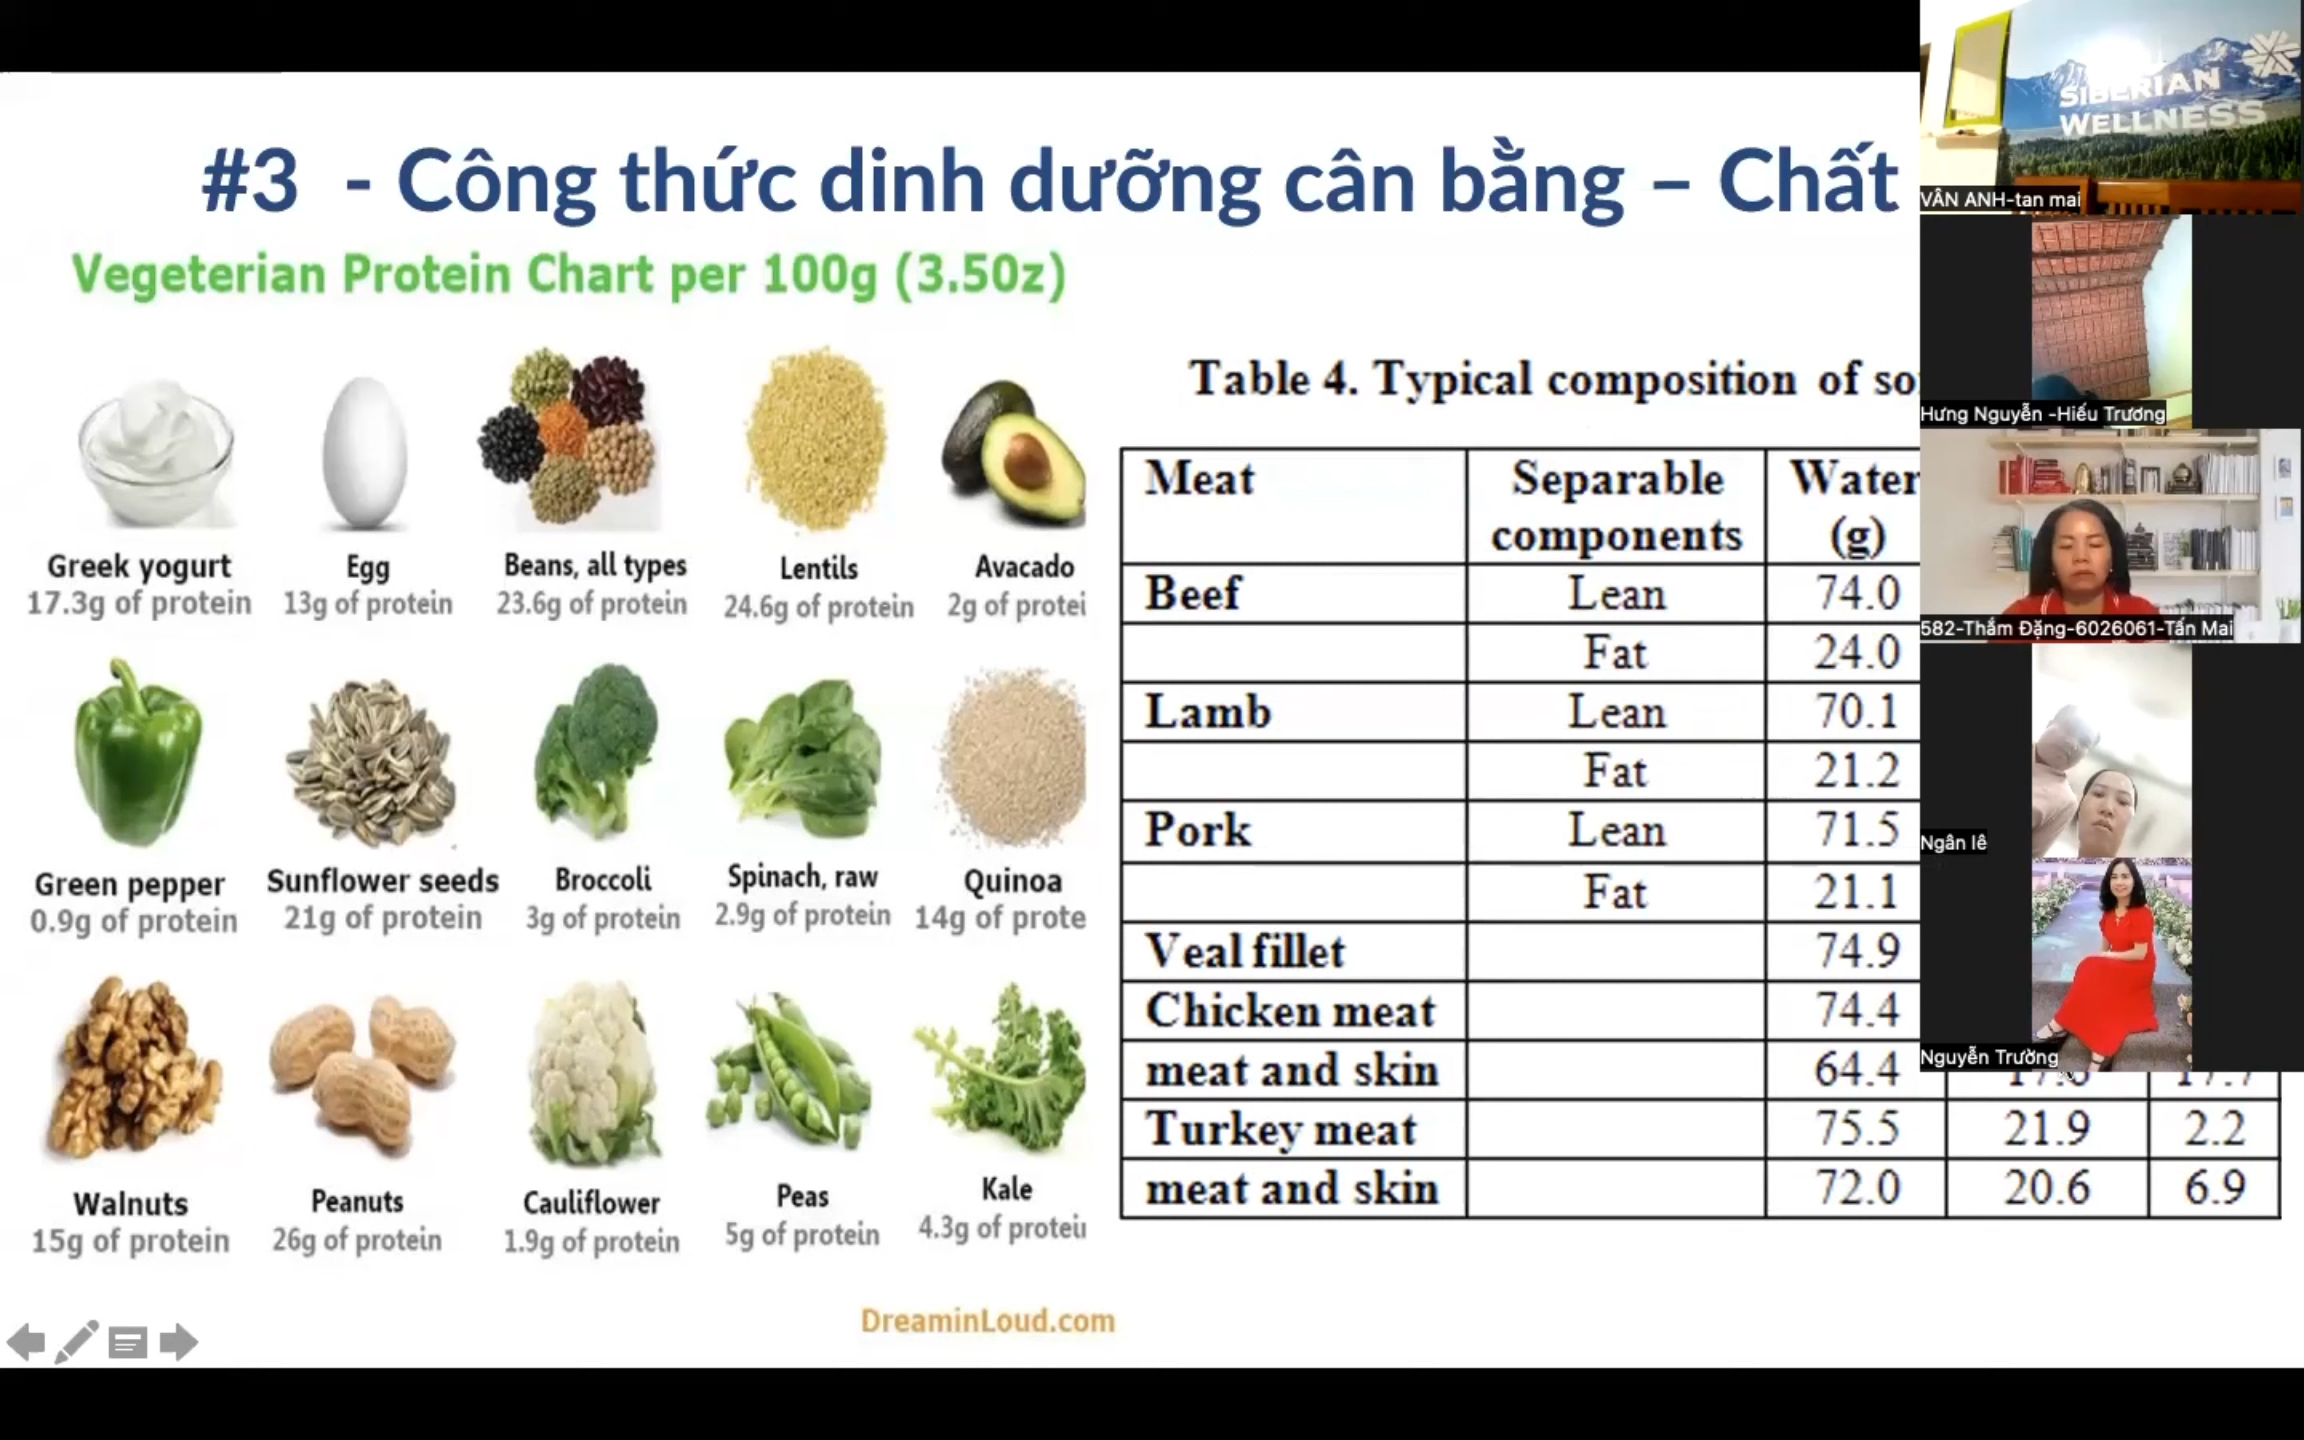 #3 - Công thức dinh dưỡng cân bằng – Chất
Vegeterian Protein Chart per 100g (3.50z)
Greek yogurt
17.3g of protein
Egg
13g of protein
Beans, all types
23.6g of protein
Lentils
24.6g of protein
Avacado
2g of protei
Green pepper
0.9g of protein
Sunflower seeds
21g of protein
Broccoli
3g of protein
Spinach, raw
2.9g of protein
Quinoa
14g of prote
Walnuts
15g of protein
Peanuts
26g of protein
Cauliflower
1.9g of protein
Peas
5g of protein
Kale
4.3g of protein
DreaminLoud.com
Table 4. Typical composition of so
Meat Separable components Water (g)
Beef Lean 74.0
Fat 24.0
Lamb Lean 70.1
Fat 21.2
Pork Lean 71.5
Fat 21.1
Veal fillet 74.9
Chicken meat 74.4
meat and skin 64.4
Turkey meat 75.5 21.9 2.2
meat and skin 72.0 20.6 6.9
SIBERIAN
WELLNESS
VÂN ANH-tan mai
Hưng Nguyễn -Hiếu Trương
582-Thắm Đặng-6026061-Tấn Mai
Ngân lê
Nguyễn Trường